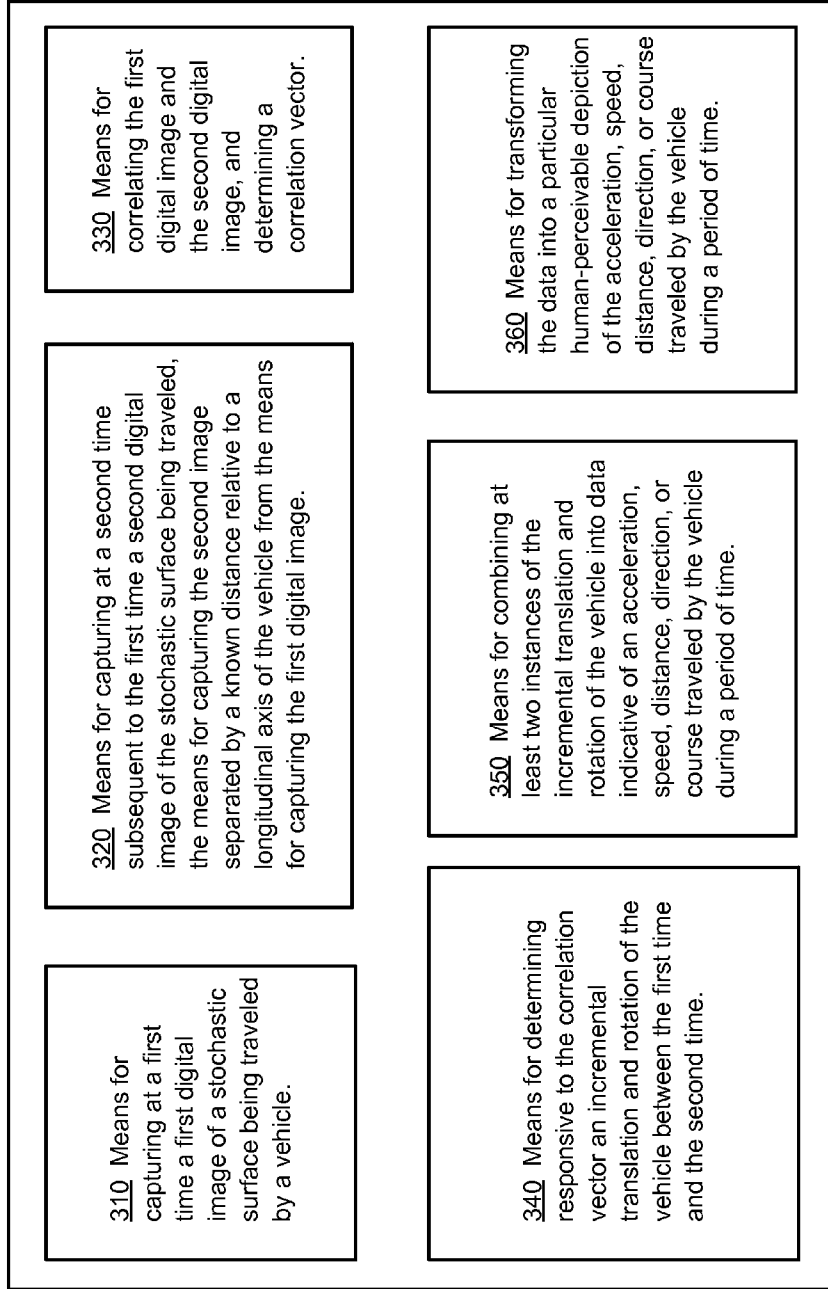 310 Means for
capturing at a first
time a first digital
image of a stochastic
surface being traveled
by a vehicle.
320 Means for capturing at a second time
subsequent to the first time a second digital
image of the stochastic surface being traveled,
the means for capturing the second image
separated by a known distance relative to a
longitudinal axis of the vehicle from the means
for capturing the first digital image.
330 Means for
correlating the first
digital image and
the second digital
image, and
determining a
correlation vector.
340 Means for determining
responsive to the correlation
vector an incremental
translation and rotation of the
vehicle between the first time
and the second time.
350 Means for combining at
least two instances of the
incremental translation and
rotation of the vehicle into data
indicative of an acceleration,
speed, distance, direction, or
course traveled by the vehicle
during a period of time.
360 Means for transforming
the data into a particular
human-perceivable depiction
of the acceleration, speed,
distance, direction, or course
traveled by the vehicle
during a period of time.